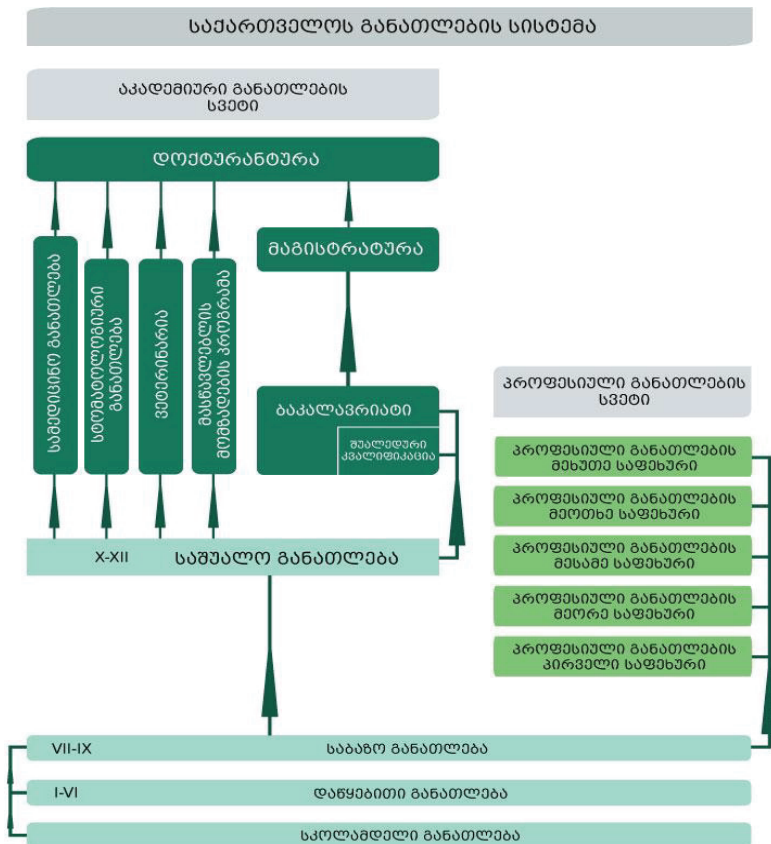 საქართველოს განათლების სისტემა
აკადემიური განათლების
სვეტი
დოქტურანტურა
მაგისტრატურა
სამედიცინო განათლება
სტომატოლოგიური
განათლება
ვეტერინარია
მასწავლებლის
მომზადების პროგრამა
ბაკალავრიატი
შუალედური
კვალიფიკაცია
X-XII საშუალო განათლება
პროფესიული განათლების
სვეტი
პროფესიული განათლების
მეხუთე საფეხური
პროფესიული განათლების
მეოთხე საფეხური
პროფესიული განათლების
მესამე საფეხური
პროფესიული განათლების
მეორე საფეხური
პროფესიული განათლების
პირველი საფეხური
VII-IX საბაზო განათლება
I-VI დაწყებითი განათლება
სკოლამდელი განათლება